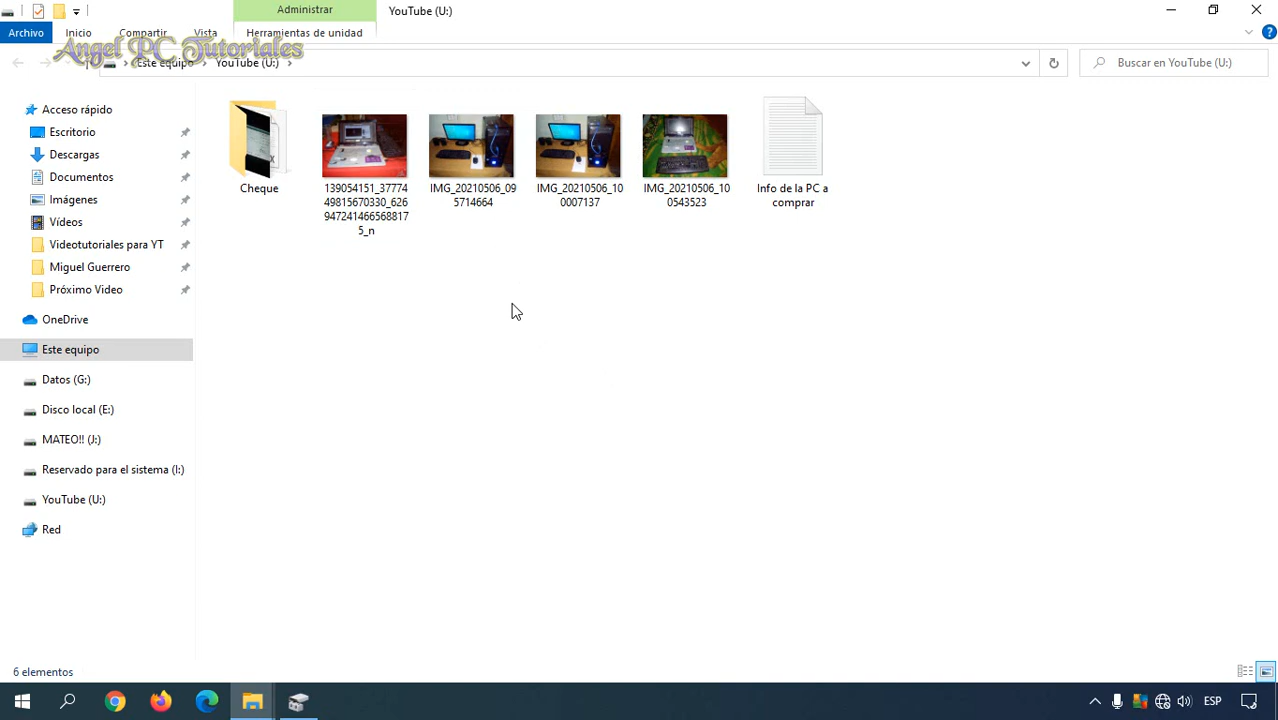 Administrar
YouTube (U:)
Archivo
Inicio
Compartir
Vista
Herramientas de unidad
Angel PC Tutoriales
Este equipo
YouTube (U:)
Buscar en YouTube (U:)
Acceso rápido
Escritorio
Descargas
Documentos
Imágenes
Vídeos
Videotutoriales para YT
Miguel Guerrero
Próximo Video
OneDrive
Este equipo
Datos (G:)
Disco local (E:)
MATEO!! (J:)
Reservado para el sistema (I:)
YouTube (U:)
Red
Cheque
139054151_37774
49815670330_626
947241466568817
5_n
IMG_20210506_09
5714664
IMG_20210506_10
0007137
IMG_20210506_10
0543523
Info de la PC a
comprar
6 elementos
ESP